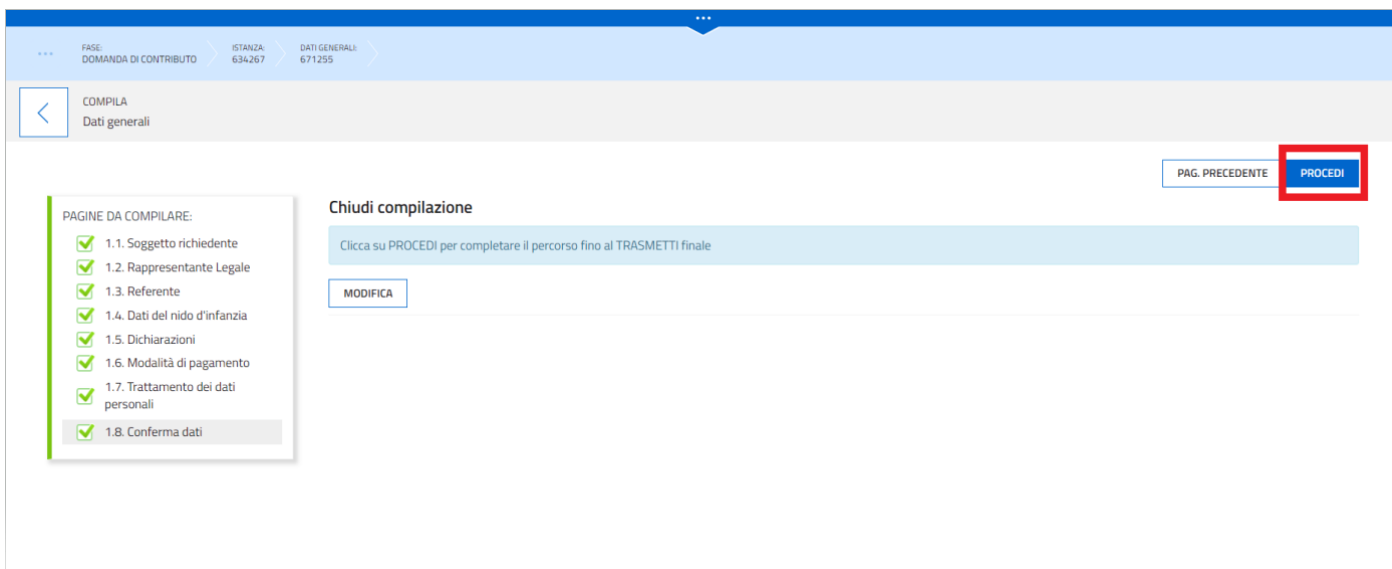 FASE:
DOMANDA DI CONTRIBUTO
ISTANZA:
634267
DATI GENERALI:
671255
COMPILA
Dati generali
PAG. PRECEDENTE
PROCEDI
PAGINE DA COMPILARE:
1.1. Soggetto richiedente
1.2. Rappresentante Legale
1.3. Referente
1.4. Dati del nido d'infanzia
1.5. Dichiarazioni
1.6. Modalità di pagamento
1.7. Trattamento dei dati
personali
1.8. Conferma dati
Chiudi compilazione
Clicca su PROCEDI per completare il percorso fino al TRASMETTI finale
MODIFICA